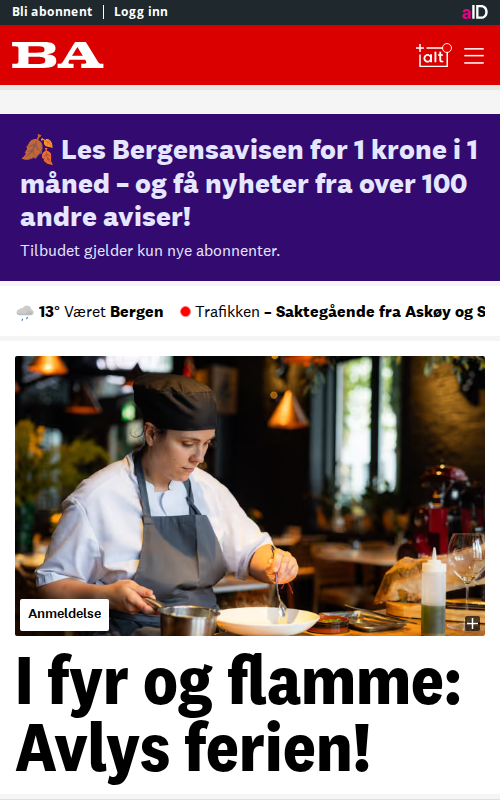 Bli abonnent | Logg inn
aID
BA
+alt
Les Bergensavisen for 1 krone i 1
måned – og få nyheter fra over 100
andre aviser!
Tilbudet gjelder kun nye abonnenter.
13° Været Bergen Trafikken – Saktegående fra Askøy og S
Anmeldelse
I fyr og flamme:
Avlys ferien!